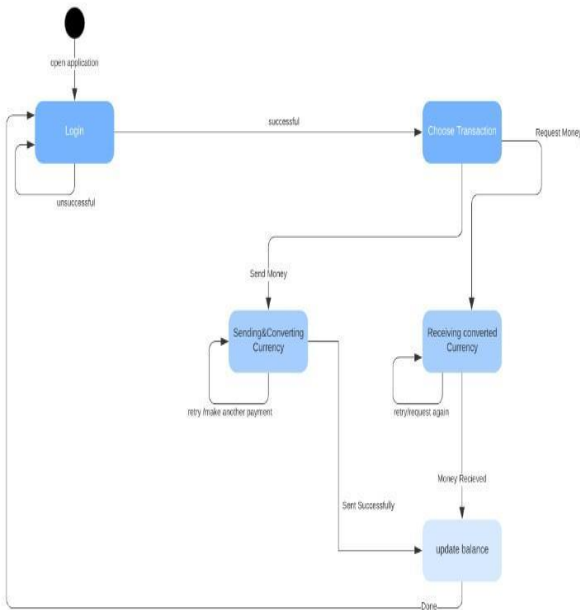 open application
Login
successful
Choose Transaction
Request Money
unsuccessful
Send Money
Sending&Converting
Currency
Receiving converted
Currency
retry /make another payment
retry/request again
Money Recieved
Sent Successfully
update balance
Done